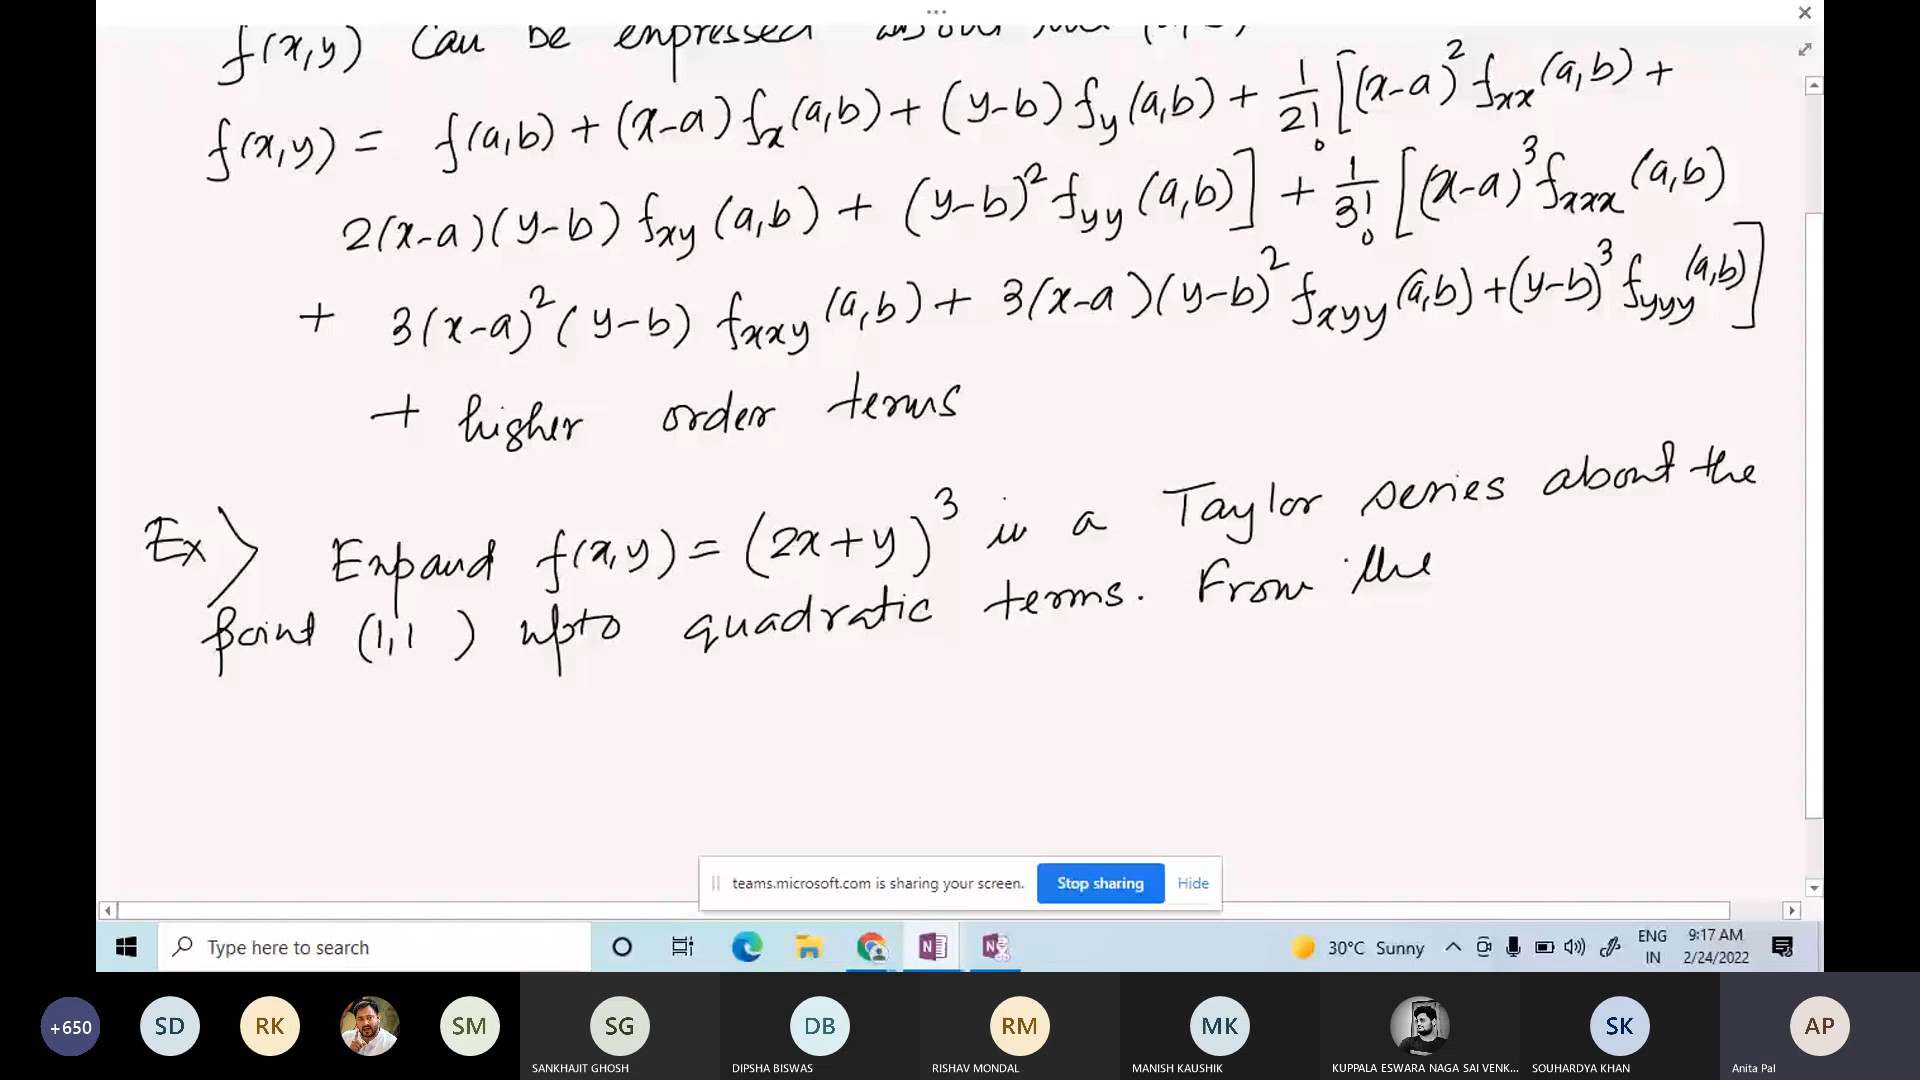 f(x,y) can be expressed
f(x,y) = f(a,b) + (x-a) fₓ(a,b) + (y-b) f_y (a,b) + 1/2! [(x-a)² fₓₓ (a,b) +
2(x-a)(y-b) f_xy (a,b) + (y-b)² f_yy (a,b)] + 1/3! [(x-a)³ f_xxx (a,b)
+ 3(x-a)² (y-b) f_xxy (a,b) + 3(x-a)(y-b)² f_xyy (a,b) + (y-b)³ f_yyy (a,b)]
+ higher order terms
Ex> Expand f(x,y) = (2x+y)³ in a Taylor series about the
point (1,1) upto quadratic terms. From the
teams.microsoft.com is sharing your screen. Stop sharing Hide
Type here to search
30°C Sunny
ENG
IN
9:17 AM
2/24/2022
+650 SD RK SM SG DB RM MK SK AP
SANKHAJIT GHOSH DIPSHA BISWAS RISHAV MONDAL MANISH KAUSHIK KUPPALA ESWARA NAGA SAI VENK... SOUHARDYA KHAN Anita Pal